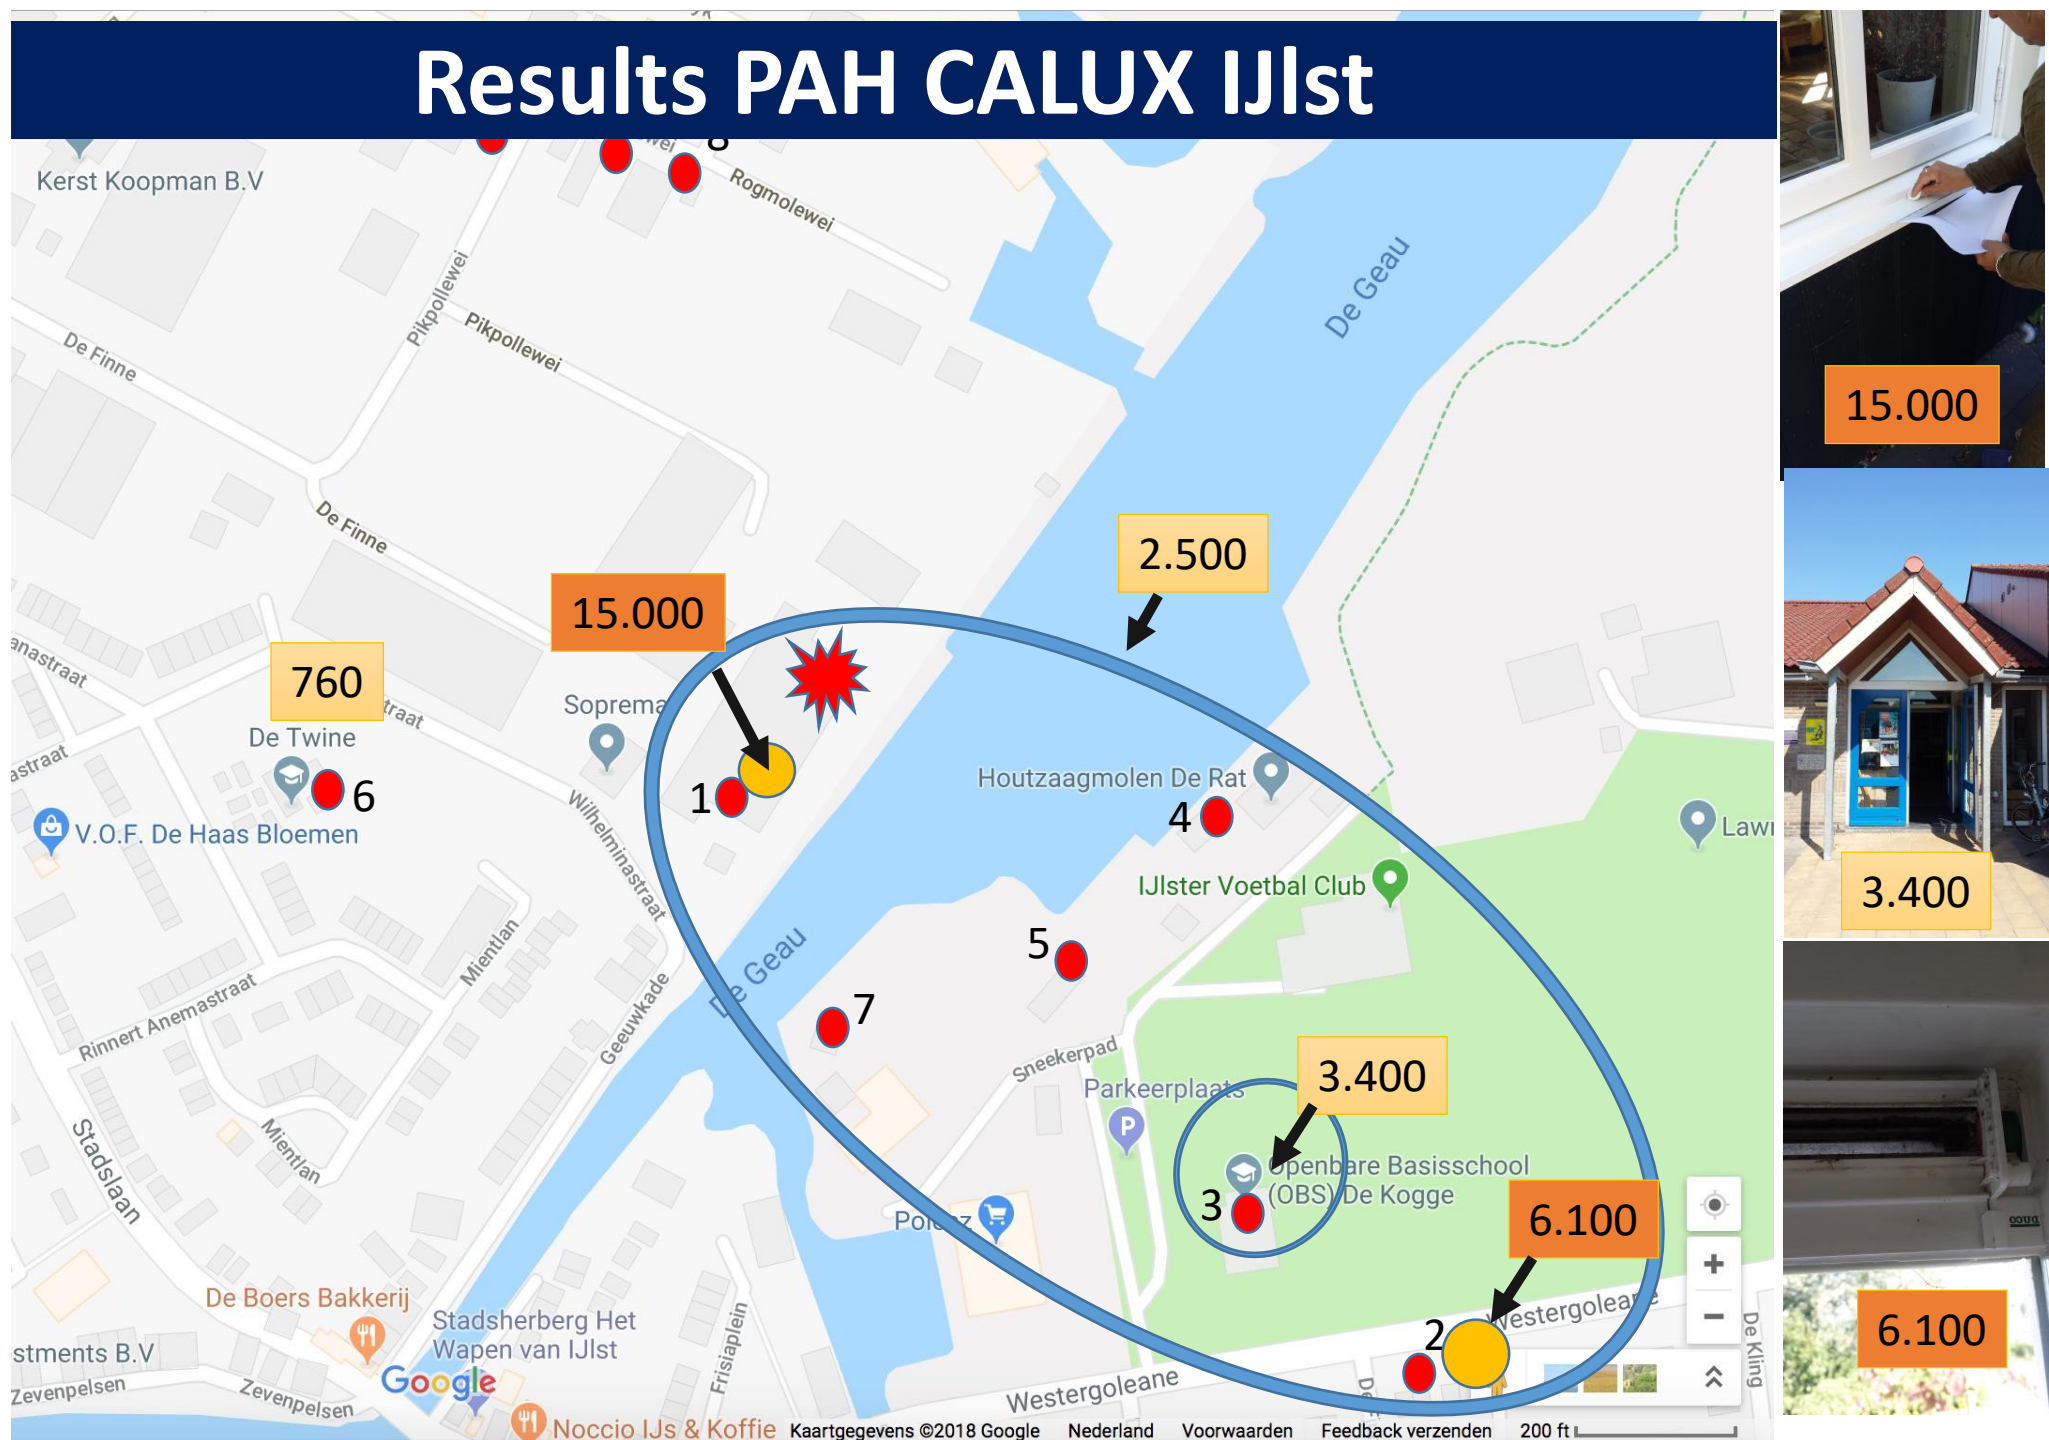 Results PAH CALUX IJlst
8
Kerst Koopman B.V
Rogmolewei
De Geau
Pikpollewei
Pikpollewei
De Finne
De Finne
15.000
2.500
15.000
760
Soprema
De Twine
6
1
Houtzaagmolen De Rat
4
V.O.F. De Haas Bloemen
Wilhelminastraat
IJlster Voetbal Club
3.400
5
De Geau
Mientlan
7
Rinnert Anemastraat
Geeuwkade
Sneekerpad
3.400
Parkeerplaats
P
Mientlan
Stadslaan
Openbare Basisschool
(OBS) De Kogge
3
6.100
De Boers Bakkerij
Stadsherberg Het
Wapen van IJlst
Westergoleane
2
6.100
stments B.V
Frisiaplein
De Kling
Zevenpelsen
Zevenpelsen
Google
Westergoleane
Noccio IJs & Koffie
Kaartgegevens ©2018 Google Nederland Voorwaarden Feedback verzenden 200 ft